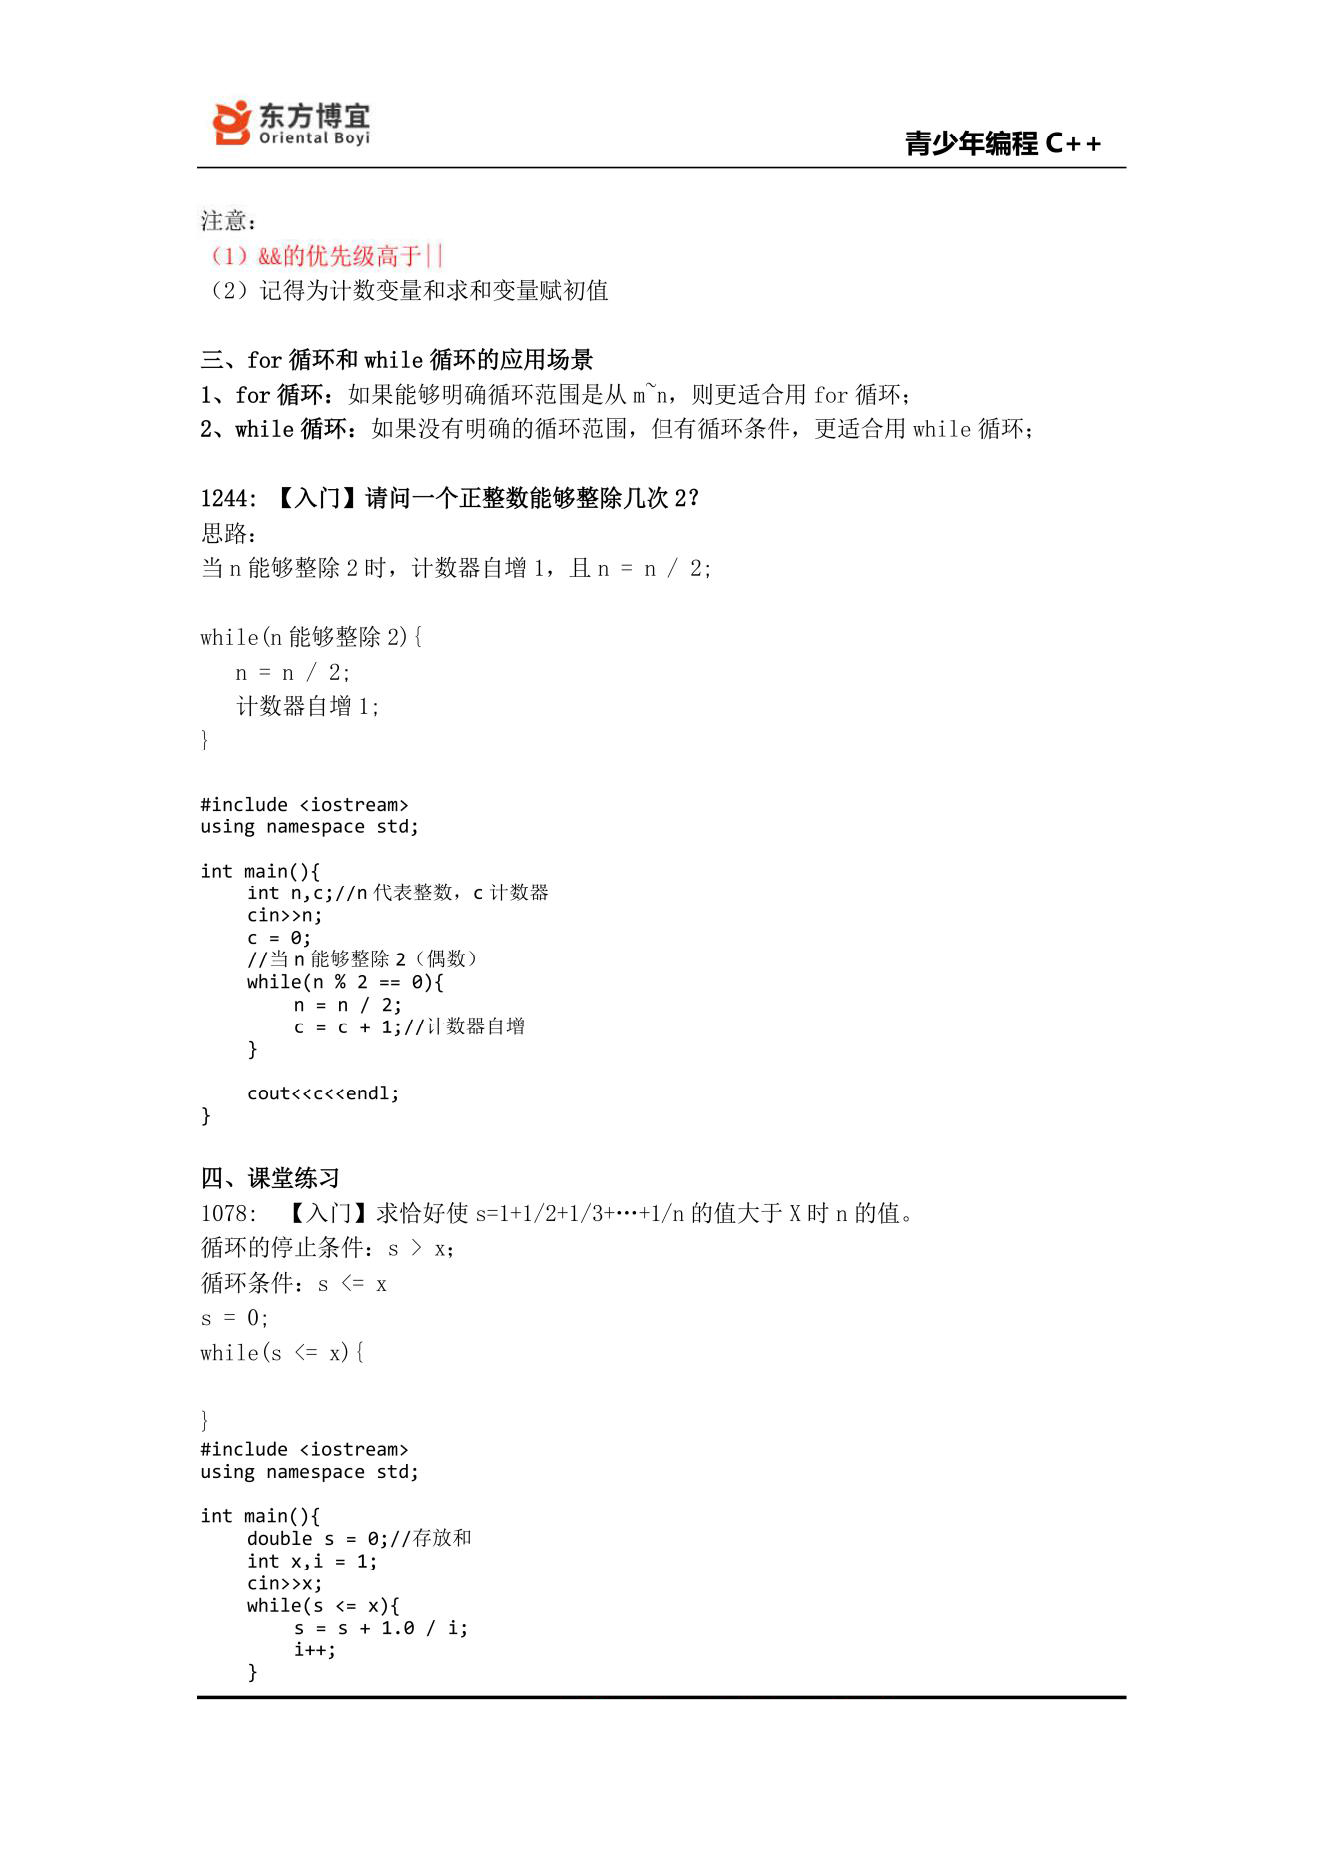 东方博宜
Oriental Boyi
青少年编程 C++
注意：
（1）&&的优先级高于||
（2）记得为计数变量和求和变量赋初值
三、for 循环和 while 循环的应用场景
1、for 循环：如果能够明确循环范围是从 m~n，则更适合用 for 循环；
2、while 循环：如果没有明确的循环范围，但有循环条件，更适合用 while 循环；
1244: 【入门】请问一个正整数能够整除几次 2？
思路：
当 n 能够整除 2 时，计数器自增 1，且 n = n / 2;
while(n 能够整除 2){
n = n / 2;
计数器自增 1;
}
#include <iostream>
using namespace std;
int main(){
int n,c;//n 代表整数，c 计数器
cin>>n;
c = 0;
//当 n 能够整除 2（偶数）
while(n % 2 == 0){
n = n / 2;
c = c + 1;//计数器自增
}
cout<<c<<endl;
}
四、课堂练习
1078: 【入门】求恰好使 s=1+1/2+1/3+…+1/n 的值大于 X 时 n 的值。
循环的停止条件：s > x;
循环条件：s <= x
s = 0;
while(s <= x){
}
#include <iostream>
using namespace std;
int main(){
double s = 0;//存放和
int x,i = 1;
cin>>x;
while(s <= x){
s = s + 1.0 / i;
i++;
}